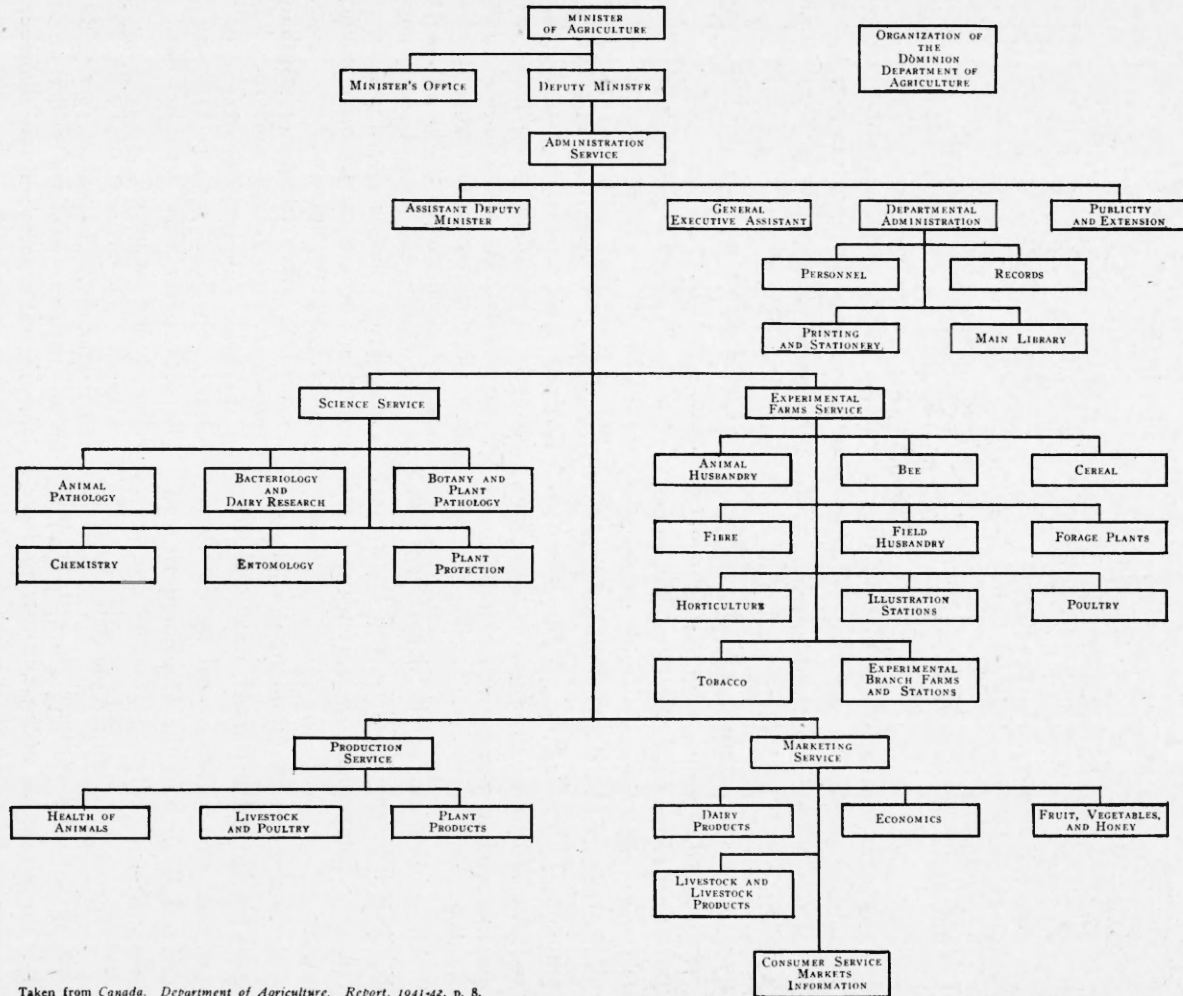 MINISTER
OF AGRICULTURE
ORGANIZATION OF
THE
DOMINION
DEPARTMENT OF
AGRICULTURE
MINISTER'S OFFICE
DEPUTY MINISTER
ADMINISTRATION
SERVICE
ASSISTANT DEPUTY
MINISTER
GENERAL
EXECUTIVE ASSISTANT
DEPARTMENTAL
ADMINISTRATION
PUBLICITY
AND EXTENSION
PERSONNEL
RECORDS
PRINTING
AND STATIONERY
MAIN LIBRARY
SCIENCE SERVICE
EXPERIMENTAL
FARMS SERVICE
ANIMAL
PATHOLOGY
BACTERIOLOGY
AND
DAIRY RESEARCH
BOTANY AND
PLANT
PATHOLOGY
CHEMISTRY
ENTOMOLOGY
PLANT
PROTECTION
ANIMAL
HUSBANDRY
BEE
CEREAL
FIBRE
FIELD
HUSBANDRY
FORAGE PLANTS
HORTICULTURE
ILLUSTRATION
STATIONS
POULTRY
TOBACCO
EXPERIMENTAL
BRANCH FARMS
AND STATIONS
PRODUCTION
SERVICE
MARKETING
SERVICE
HEALTH OF
ANIMALS
LIVESTOCK
AND POULTRY
PLANT
PRODUCTS
DAIRY
PRODUCTS
ECONOMICS
FRUIT, VEGETABLES,
AND HONEY
LIVESTOCK AND
LIVESTOCK
PRODUCTS
CONSUMER SERVICE
MARKETS
INFORMATION
Taken from Canada. Department of Agriculture. Report, 1941-42, p. 8.